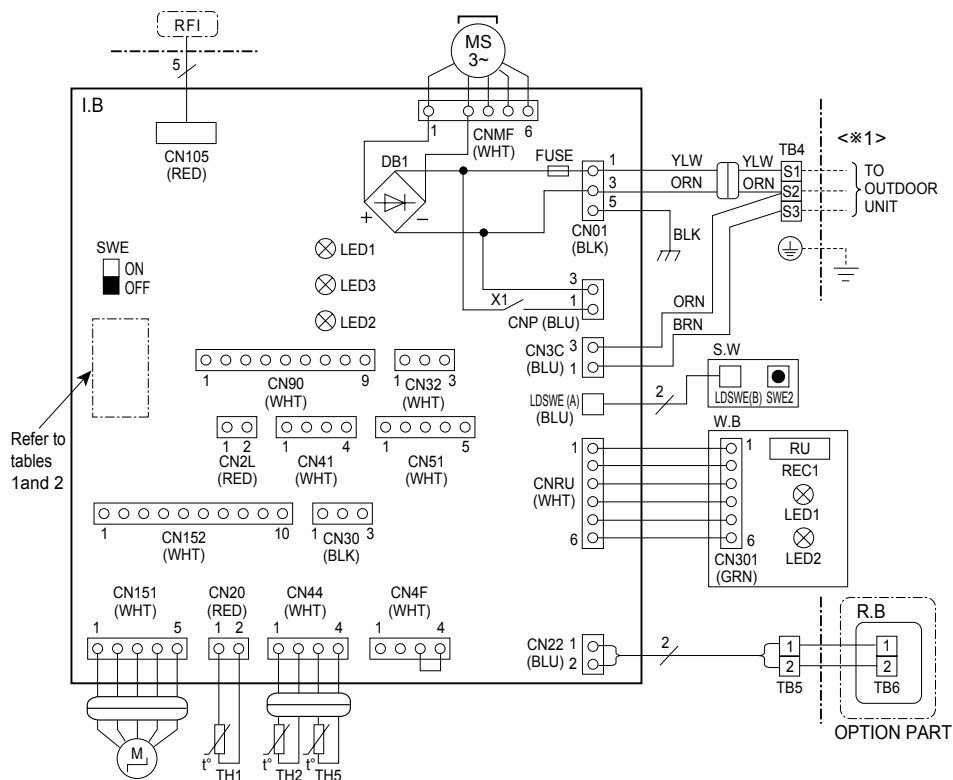 RFI
5
MS
3~
I.B
1
6
CNMF
(WHT)
CN105
(RED)
DB1
+
−
FUSE
1
3
5
CN01
(BLK)
YLW
YLW
ORN
ORN
BLK
TB4
S1
S2
S3
<※1>
TO
OUTDOOR
UNIT
SWE
ON
OFF
LED1
LED3
LED2
X1
3
1
CNP (BLU)
ORN
BRN
CN3C
(BLU)
3
1
LDSWE (A)
(BLU)
2
S.W
LDSWE(B)
SWE2
1
9
CN90
(WHT)
1
3
CN32
(WHT)
Refer to
tables
1and 2
1 2
CN2L
(RED)
1
4
CN41
(WHT)
1
5
CN51
(WHT)
CNRU
(WHT)
1
6
W.B
1
6
CN301
(GRN)
RU
REC1
LED1
LED2
1
10
CN152
(WHT)
1
3
CN30
(BLK)
CN151
(WHT)
1
5
CN20
(RED)
1 2
CN44
(WHT)
1
4
CN4F
(WHT)
1
4
CN22
(BLU)
1
2
2
1
2
TB5
R.B
1
2
TB6
OPTION PART
M
t°
TH1
t°
TH2
t°
TH5